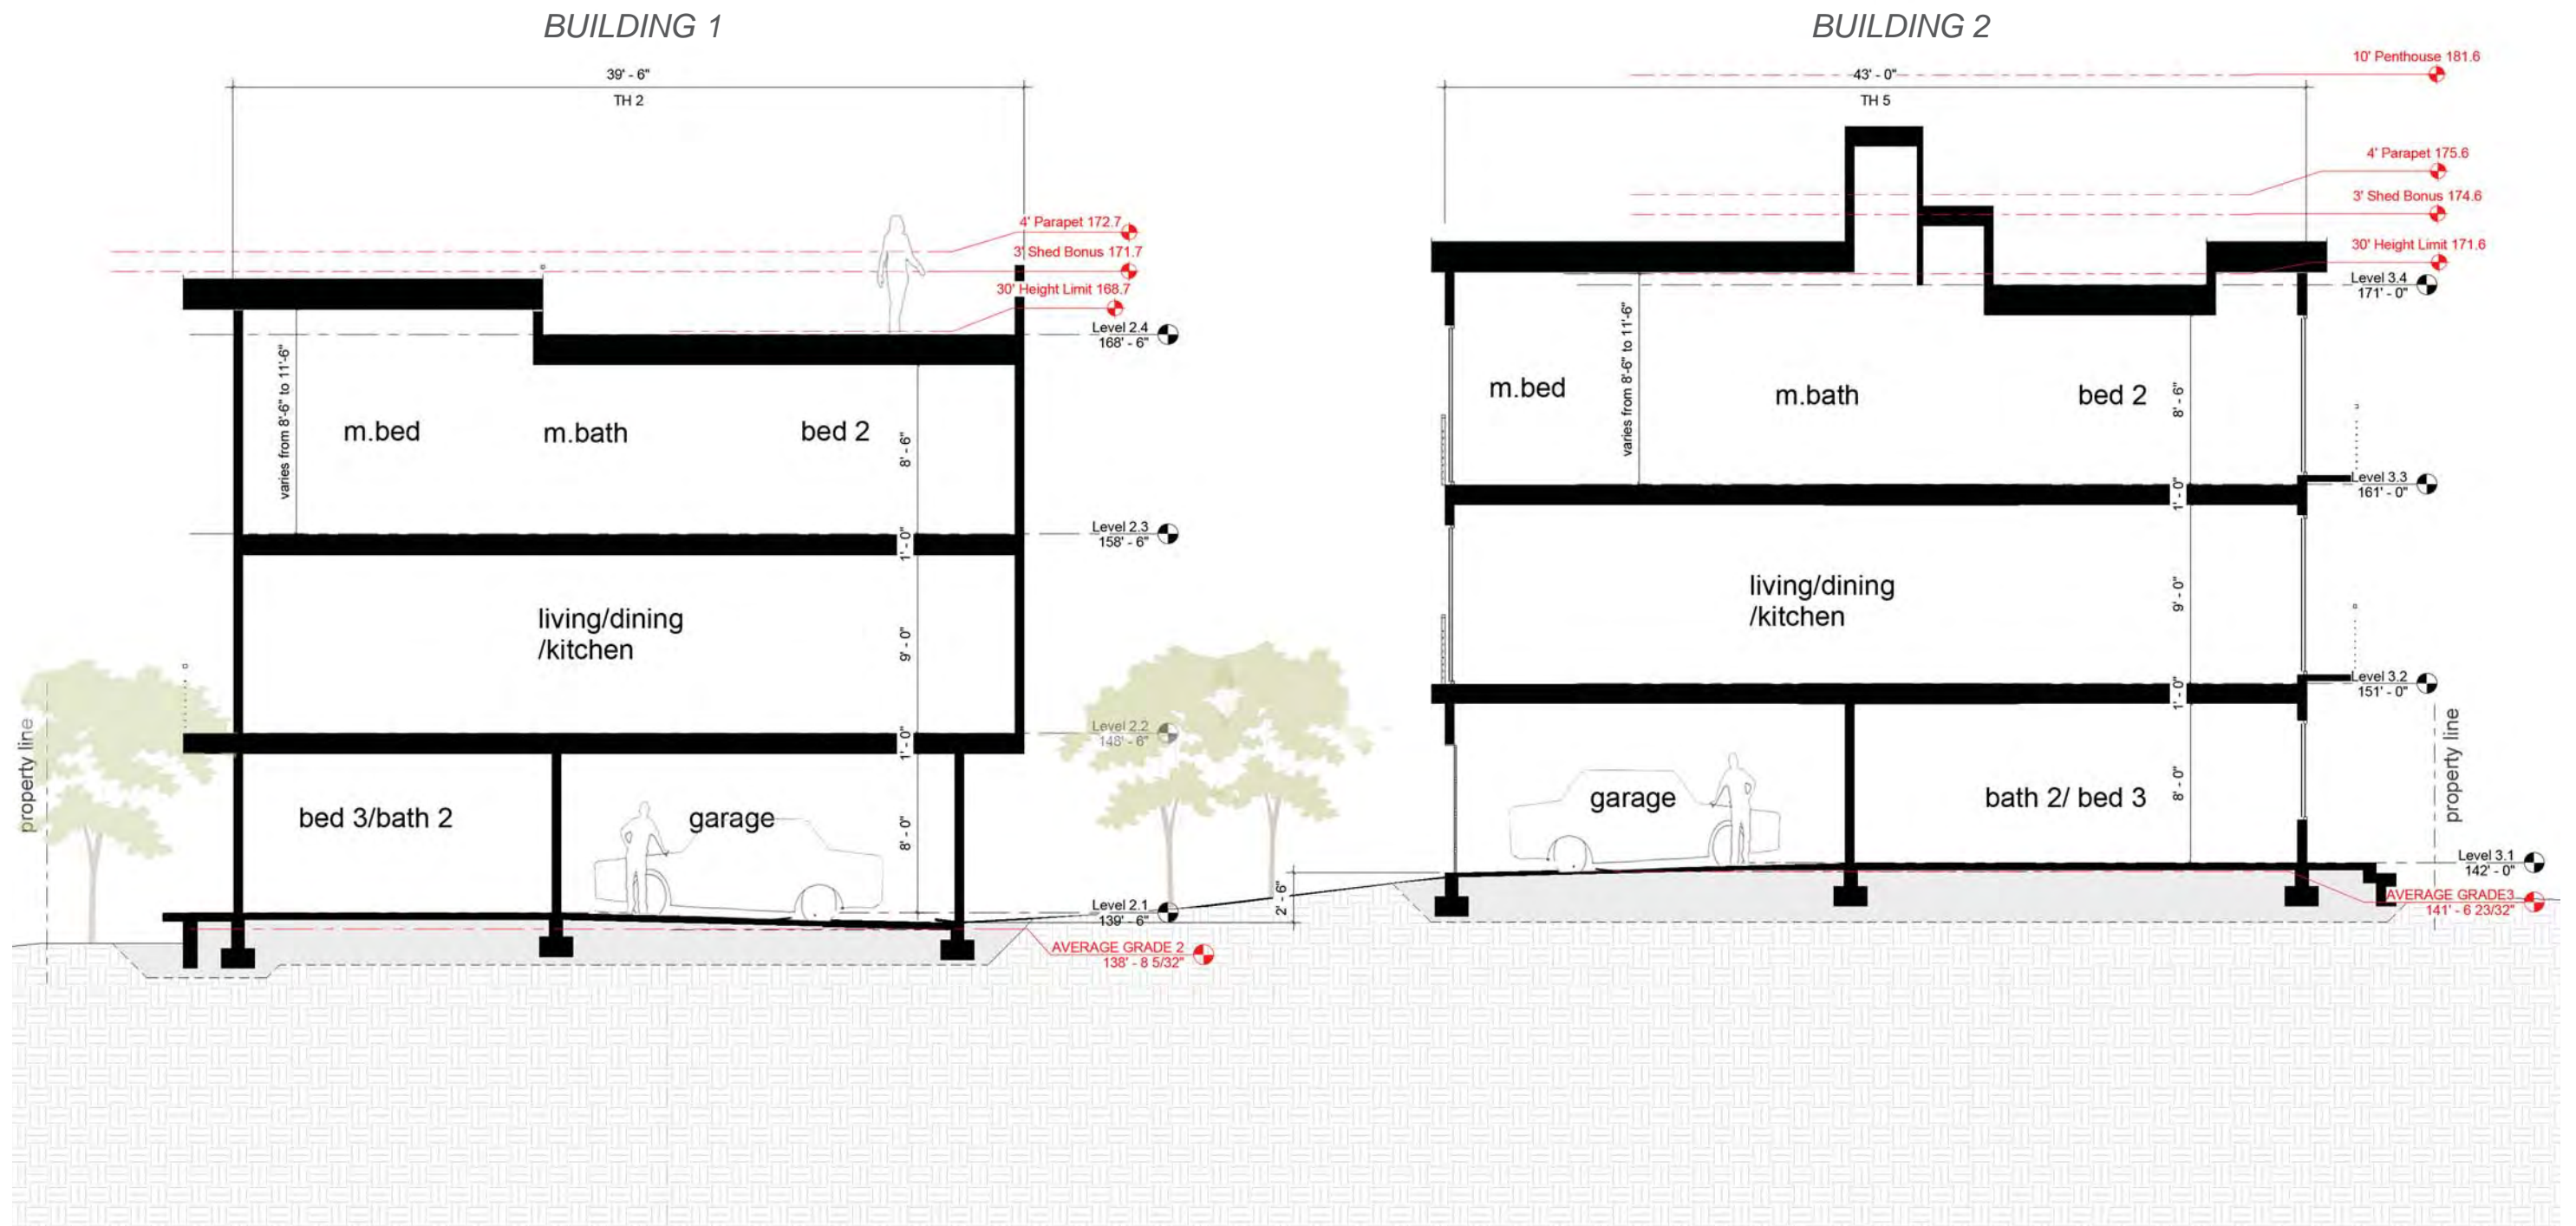 BUILDING 1
39' - 6"
TH 2
4' Parapet 172.7
3' Shed Bonus 171.7
30' Height Limit 168.7
Level 2.4
168' - 6"
varies from 8'-6" to 11'-6"
m.bed
m.bath
bed 2
8' - 6"
Level 2.3
158' - 6"
1' - 0"
living/dining
/kitchen
9' - 0"
Level 2.2
148' - 6"
1' - 0"
property line
bed 3/bath 2
garage
8' - 0"
Level 2.1
139' - 6"
AVERAGE GRADE 2
138' - 8 5/32"
2' - 6"
BUILDING 2
10' Penthouse 181.6
43' - 0"
TH 5
4' Parapet 175.6
3' Shed Bonus 174.6
30' Height Limit 171.6
Level 3.4
171' - 0"
varies from 8'-6" to 11'-6"
m.bed
m.bath
bed 2
8' - 6"
Level 3.3
161' - 0"
1' - 0"
living/dining
/kitchen
9' - 0"
Level 3.2
151' - 0"
1' - 0"
garage
bath 2/ bed 3
8' - 0"
property line
Level 3.1
142' - 0"
AVERAGE GRADE3
141' - 6 23/32"